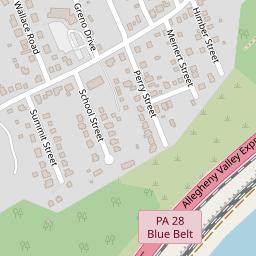 Wallace Road
Greno Drive
Himber Street
Meinert Street
Perry Street
School Street
Summit Street
Allegheny Valley Exp
PA 28
Blue Belt